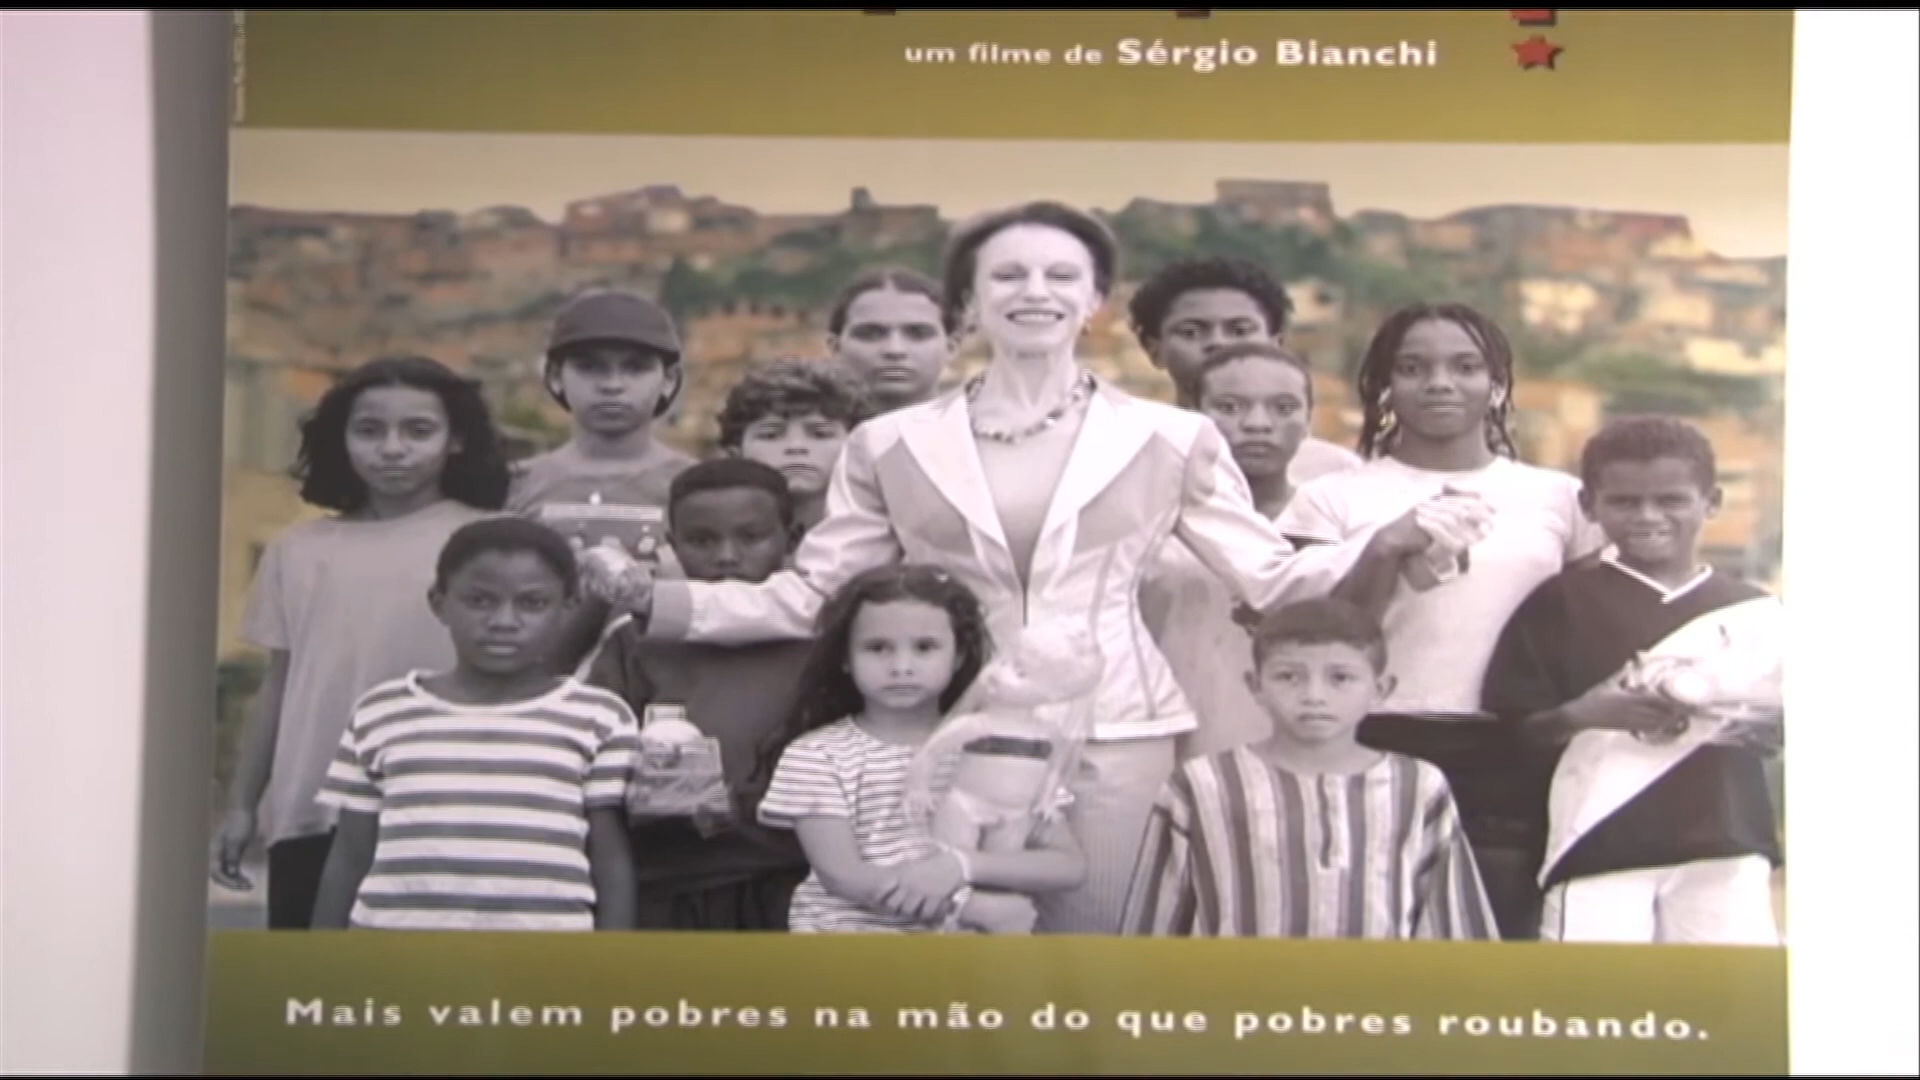 um filme de Sérgio Bianchi
Mais valem pobres na mão do que pobres roubando.